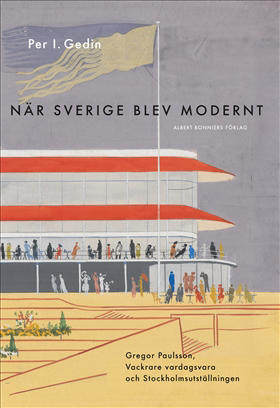 Per I. Gedin
NÄR SVERIGE BLEV MODERNT
ALBERT BONNIERS FÖRLAG
Gregor Paulsson,
Vackrare vardagsvara
och Stockholmsutställningen